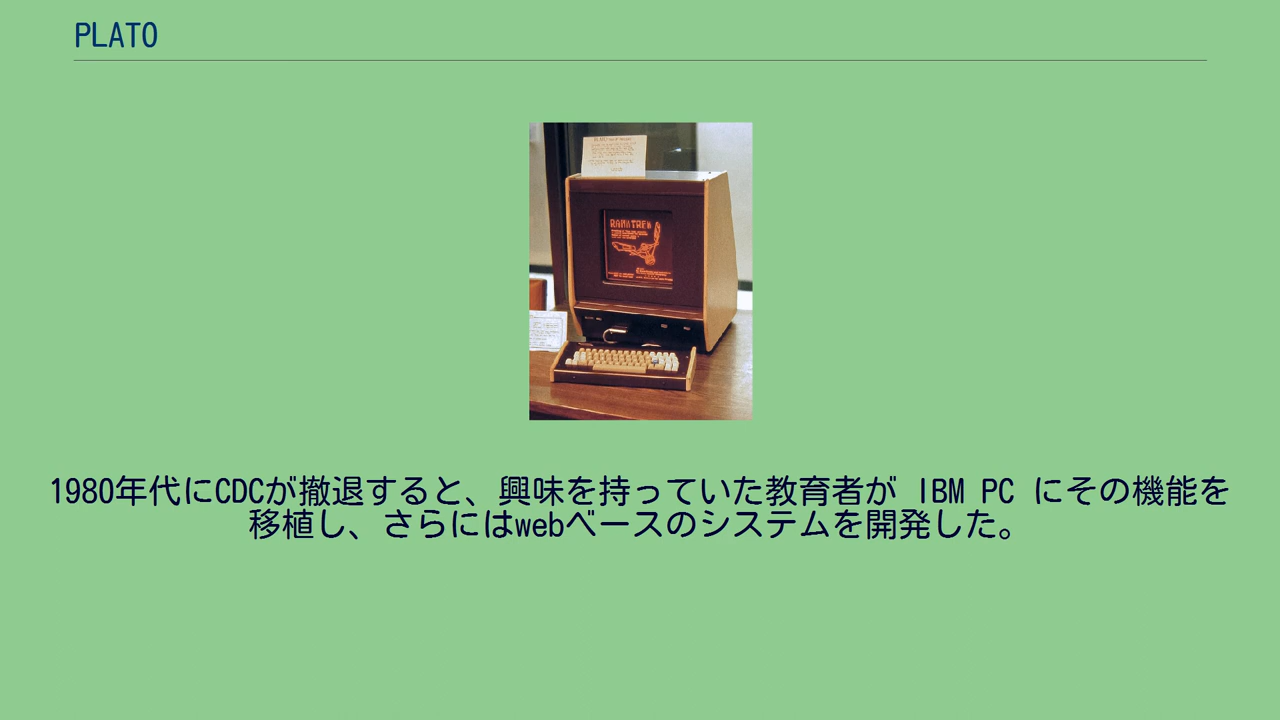 PLATO
1980年代にCDCが撤退すると、興味を持っていた教育者が IBM PC にその機能を
移植し、さらにはwebベースのシステムを開発した。